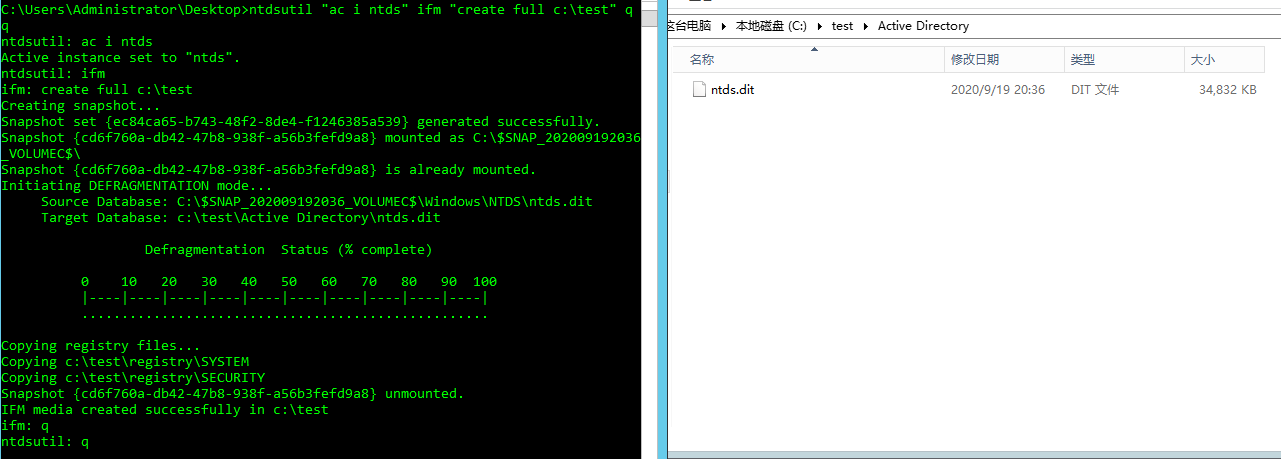 C:\Users\Administrator\Desktop>ntdsutil "ac i ntds" ifm "create full c:\test" q
q
ntdsutil: ac i ntds
Active instance set to "ntds".
ntdsutil: ifm
ifm: create full c:\test
Creating snapshot...
Snapshot set {ec84ca65-b743-48f2-8de4-f1246385a539} generated successfully.
Snapshot {cd6f760a-db42-47b8-938f-a56b3fefd9a8} mounted as C:\$SNAP_202009192036
_VOLUMEC$\
Snapshot {cd6f760a-db42-47b8-938f-a56b3fefd9a8} is already mounted.
Initiating DEFRAGMENTATION mode...
     Source Database: C:\$SNAP_202009192036_VOLUMEC$\Windows\NTDS\ntds.dit
     Target Database: c:\test\Active Directory\ntds.dit
                  Defragmentation  Status (% complete)
          0    10   20   30   40   50   60   70   80   90  100
          |----|----|----|----|----|----|----|----|----|----|
          ...................................................
Copying registry files...
Copying c:\test\registry\SYSTEM
Copying c:\test\registry\SECURITY
Snapshot {cd6f760a-db42-47b8-938f-a56b3fefd9a8} unmounted.
IFM media created successfully in c:\test
ifm: q
ntdsutil: q
这台电脑 本地磁盘 (C:) test Active Directory
名称 修改日期 类型 大小
ntds.dit 2020/9/19 20:36 DIT 文件 34,832 KB